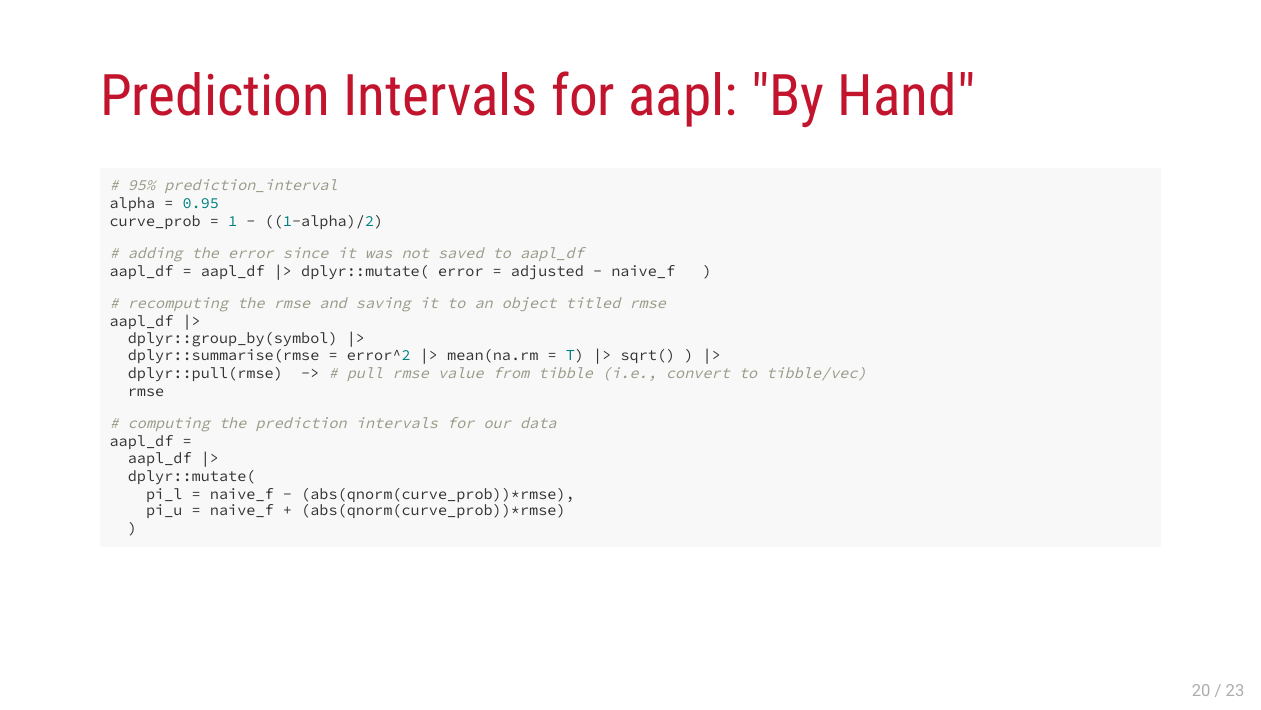 Prediction Intervals for aapl: "By Hand"
# 95% prediction_interval
alpha = 0.95
curve_prob = 1 - ((1-alpha)/2)
# adding the error since it was not saved to aapl_df
aapl_df = aapl_df |> dplyr::mutate( error = adjusted - naive_f   )
# recomputing the rmse and saving it to an object titled rmse
aapl_df |>
  dplyr::group_by(symbol) |>
  dplyr::summarise(rmse = error^2 |> mean(na.rm = T) |> sqrt() ) |>
  dplyr::pull(rmse)  -> # pull rmse value from tibble (i.e., convert to tibble/vec)
  rmse
# computing the prediction intervals for our data
aapl_df =
  aapl_df |>
  dplyr::mutate(
    pi_l = naive_f - (abs(qnorm(curve_prob))*rmse),
    pi_u = naive_f + (abs(qnorm(curve_prob))*rmse)
  )
20 / 23